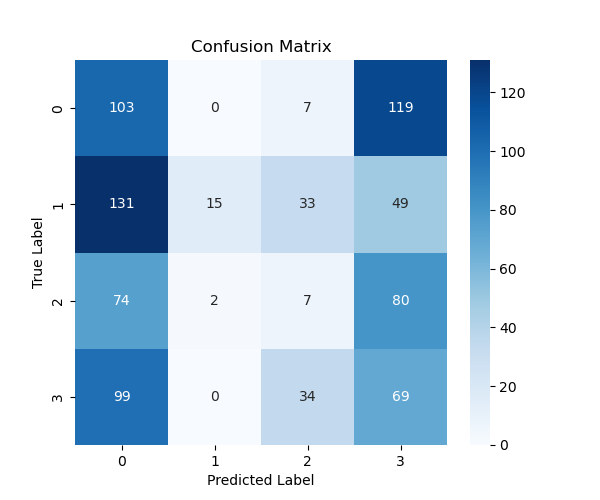 Confusion Matrix
True Label
0 103 0 7 119
1 131 15 33 49
2 74 2 7 80
3 99 0 34 69
0 1 2 3
Predicted Label
120
100
80
60
40
20
0